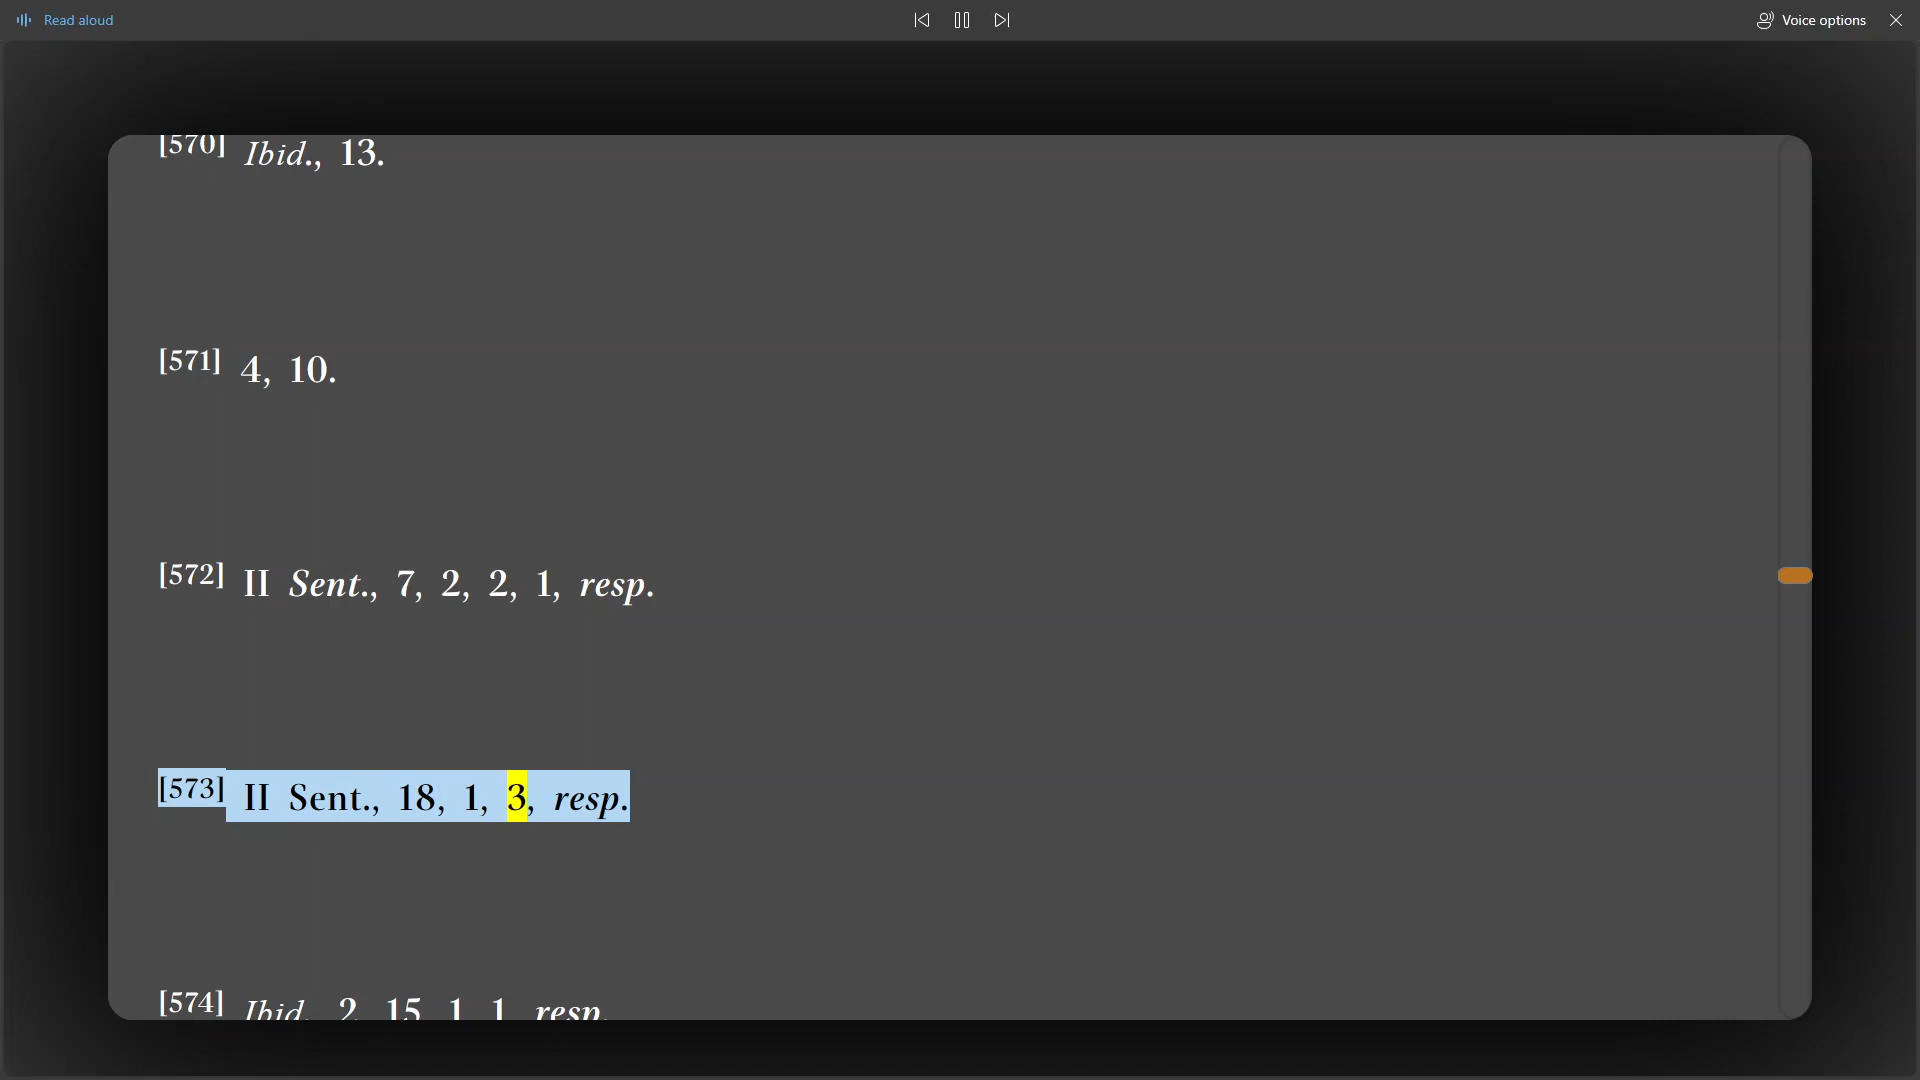 Read aloud
Voice options
[570] Ibid., 13.
[571] 4, 10.
[572] II Sent., 7, 2, 2, 1, resp.
[573] II Sent., 18, 1, 3, resp.
[574] Ibid., 2, 15, 1, 1, resp.